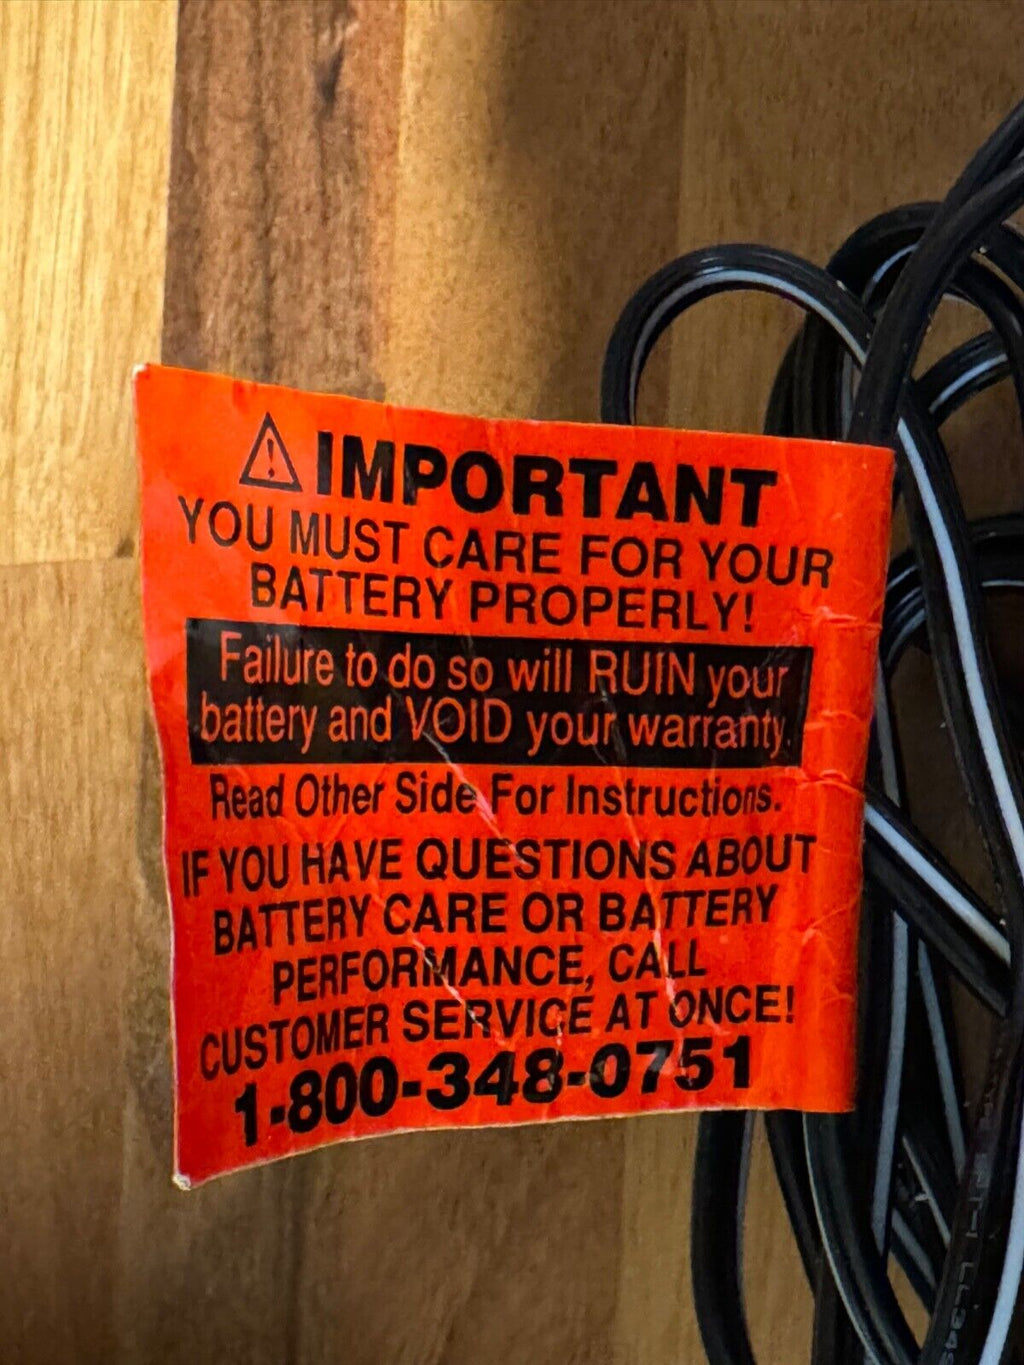 IMPORTANT
YOU MUST CARE FOR YOUR
BATTERY PROPERLY!
Failure to do so will RUIN your
battery and VOID your warranty.
Read Other Side For Instructions.
IF YOU HAVE QUESTIONS ABOUT
BATTERY CARE OR BATTERY
PERFORMANCE, CALL
CUSTOMER SERVICE AT ONCE!
1-800-348-0751